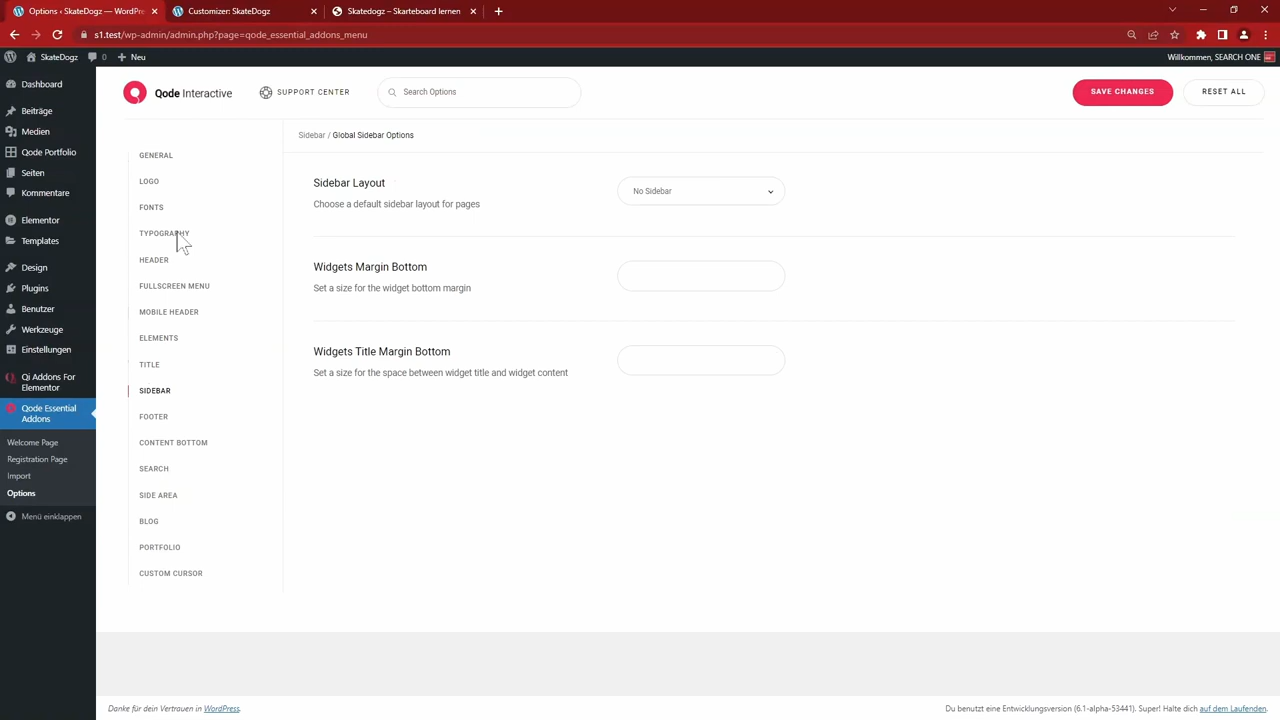 Options ‹ SkateDogz — WordPre
Customizer: SkateDogz
Skatedogz – Skarteboard lernen
s1.test/wp-admin/admin.php?page=qode_essential_addons_menu
SkateDogz
0
Neu
Willkommen, SEARCH ONE
Dashboard
Beiträge
Medien
Qode Portfolio
Seiten
Kommentare
Elementor
Templates
Design
Plugins
Benutzer
Werkzeuge
Einstellungen
Qi Addons For
Elementor
Qode Essential
Addons
Welcome Page
Registration Page
Import
Options
Menü einklappen
Qode Interactive
SUPPORT CENTER
Search Options
SAVE CHANGES
RESET ALL
GENERAL
LOGO
FONTS
TYPOGRAPHY
HEADER
FULLSCREEN MENU
MOBILE HEADER
ELEMENTS
TITLE
SIDEBAR
FOOTER
CONTENT BOTTOM
SEARCH
SIDE AREA
BLOG
PORTFOLIO
CUSTOM CURSOR
Sidebar / Global Sidebar Options
Sidebar Layout
Choose a default sidebar layout for pages
No Sidebar
Widgets Margin Bottom
Set a size for the widget bottom margin
Widgets Title Margin Bottom
Set a size for the space between widget title and widget content
Danke für dein Vertrauen in WordPress.
Du benutzt eine Entwicklungsversion (6.1-alpha-53441). Super! Halte dich auf dem Laufenden.